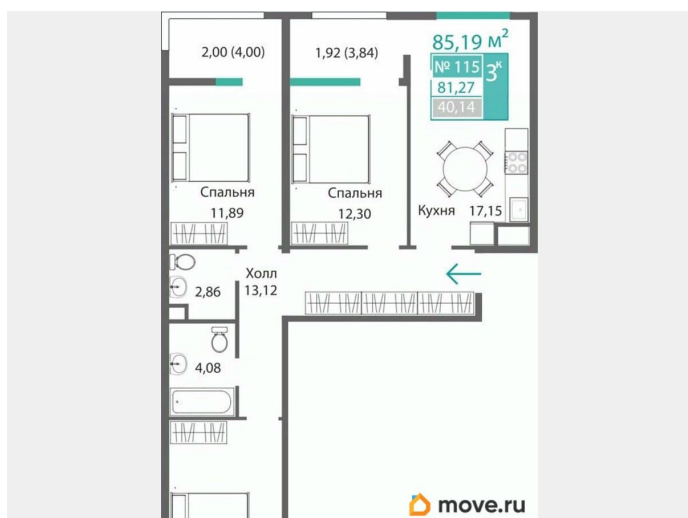 2,00 (4,00)
1,92 (3,84)
85,19 м²
№ 115
3ᴷ
81,27
40,14
Спальня
11,89
Спальня
12,30
Кухня 17,15
Холл
13,12
2,86
4,08
move.ru